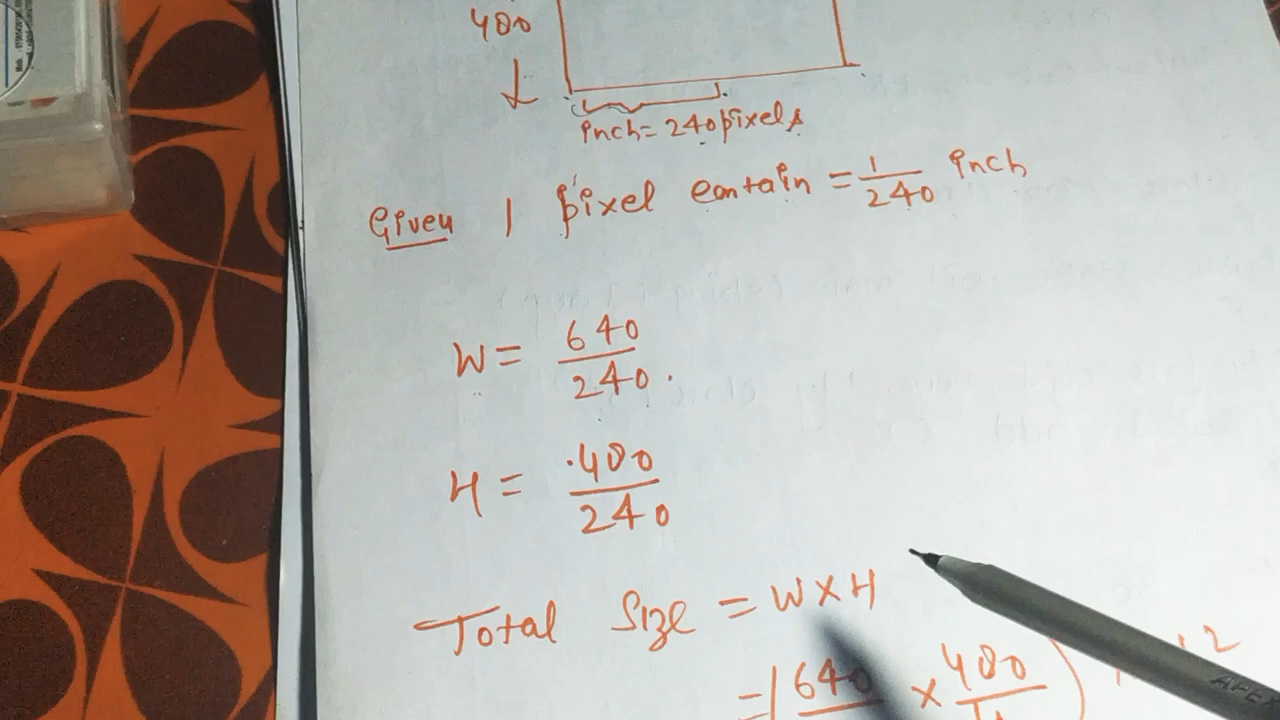 400
inch = 240 pixels
Given 1 pixel contain = 1/240 inch
W = 640/240.
H = 400/240
Total Size = W X H
= ( 640 × 400 )